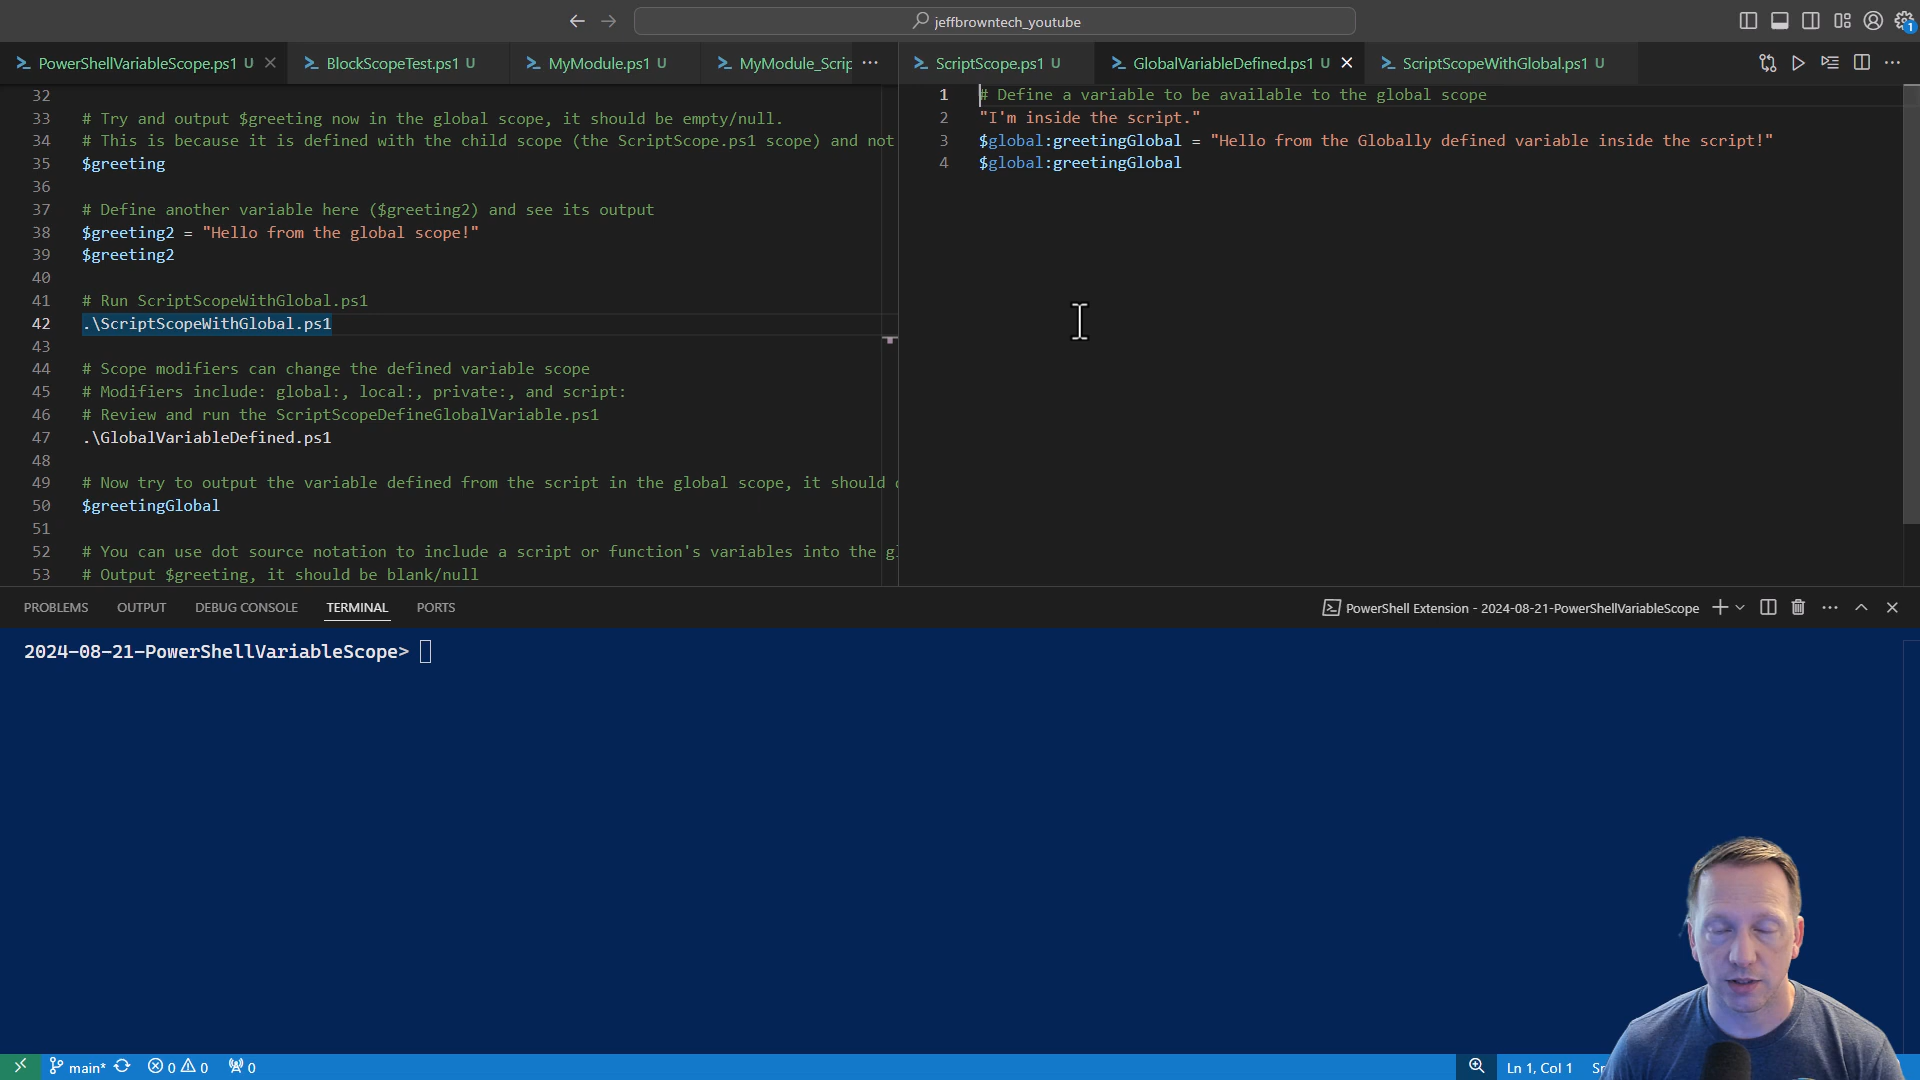 jeffbrowntech_youtube
1
PowerShellVariableScope.ps1 U
BlockScopeTest.ps1 U
MyModule.ps1 U
MyModule_Scrip
ScriptScope.ps1 U
GlobalVariableDefined.ps1 U
ScriptScopeWithGlobal.ps1 U
32
33 # Try and output $greeting now in the global scope, it should be empty/null.
34 # This is because it is defined with the child scope (the ScriptScope.ps1 scope) and not
35 $greeting
36
37 # Define another variable here ($greeting2) and see its output
38 $greeting2 = "Hello from the global scope!"
39 $greeting2
40
41 # Run ScriptScopeWithGlobal.ps1
42 .\ScriptScopeWithGlobal.ps1
43
44 # Scope modifiers can change the defined variable scope
45 # Modifiers include: global:, local:, private:, and script:
46 # Review and run the ScriptScopeDefineGlobalVariable.ps1
47 .\GlobalVariableDefined.ps1
48
49 # Now try to output the variable defined from the script in the global scope, it should
50 $greetingGlobal
51
52 # You can use dot source notation to include a script or function's variables into the gl
53 # Output $greeting, it should be blank/null
1 # Define a variable to be available to the global scope
2 "I'm inside the script."
3 $global:greetingGlobal = "Hello from the Globally defined variable inside the script!"
4 $global:greetingGlobal
PROBLEMS OUTPUT DEBUG CONSOLE TERMINAL PORTS
PowerShell Extension - 2024-08-21-PowerShellVariableScope
2024-08-21-PowerShellVariableScope>
main* 0 0 0
Ln 1, Col 1